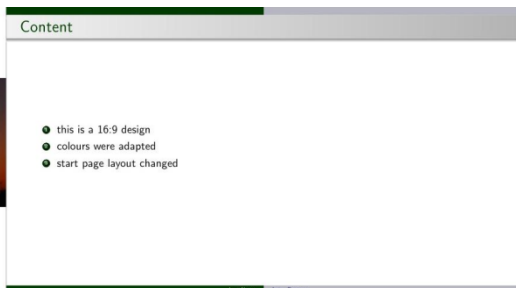 Content
this is a 16:9 design
colours were adapted
start page layout changed